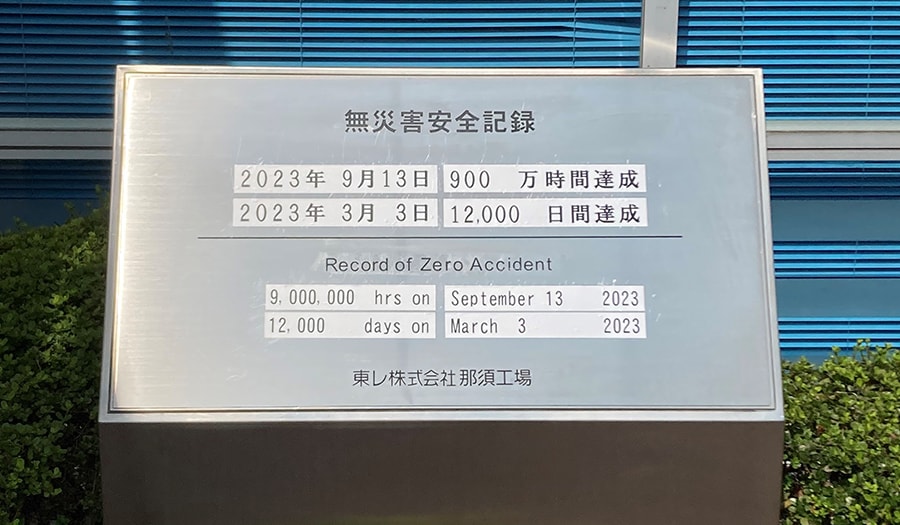 無災害安全記録
2023年 9月13日 900 万時間達成
2023年 3月 3日 12,000 日間達成
Record of Zero Accident
9,000,000 hrs on September 13 2023
12,000 days on March 3 2023
東レ株式会社那須工場